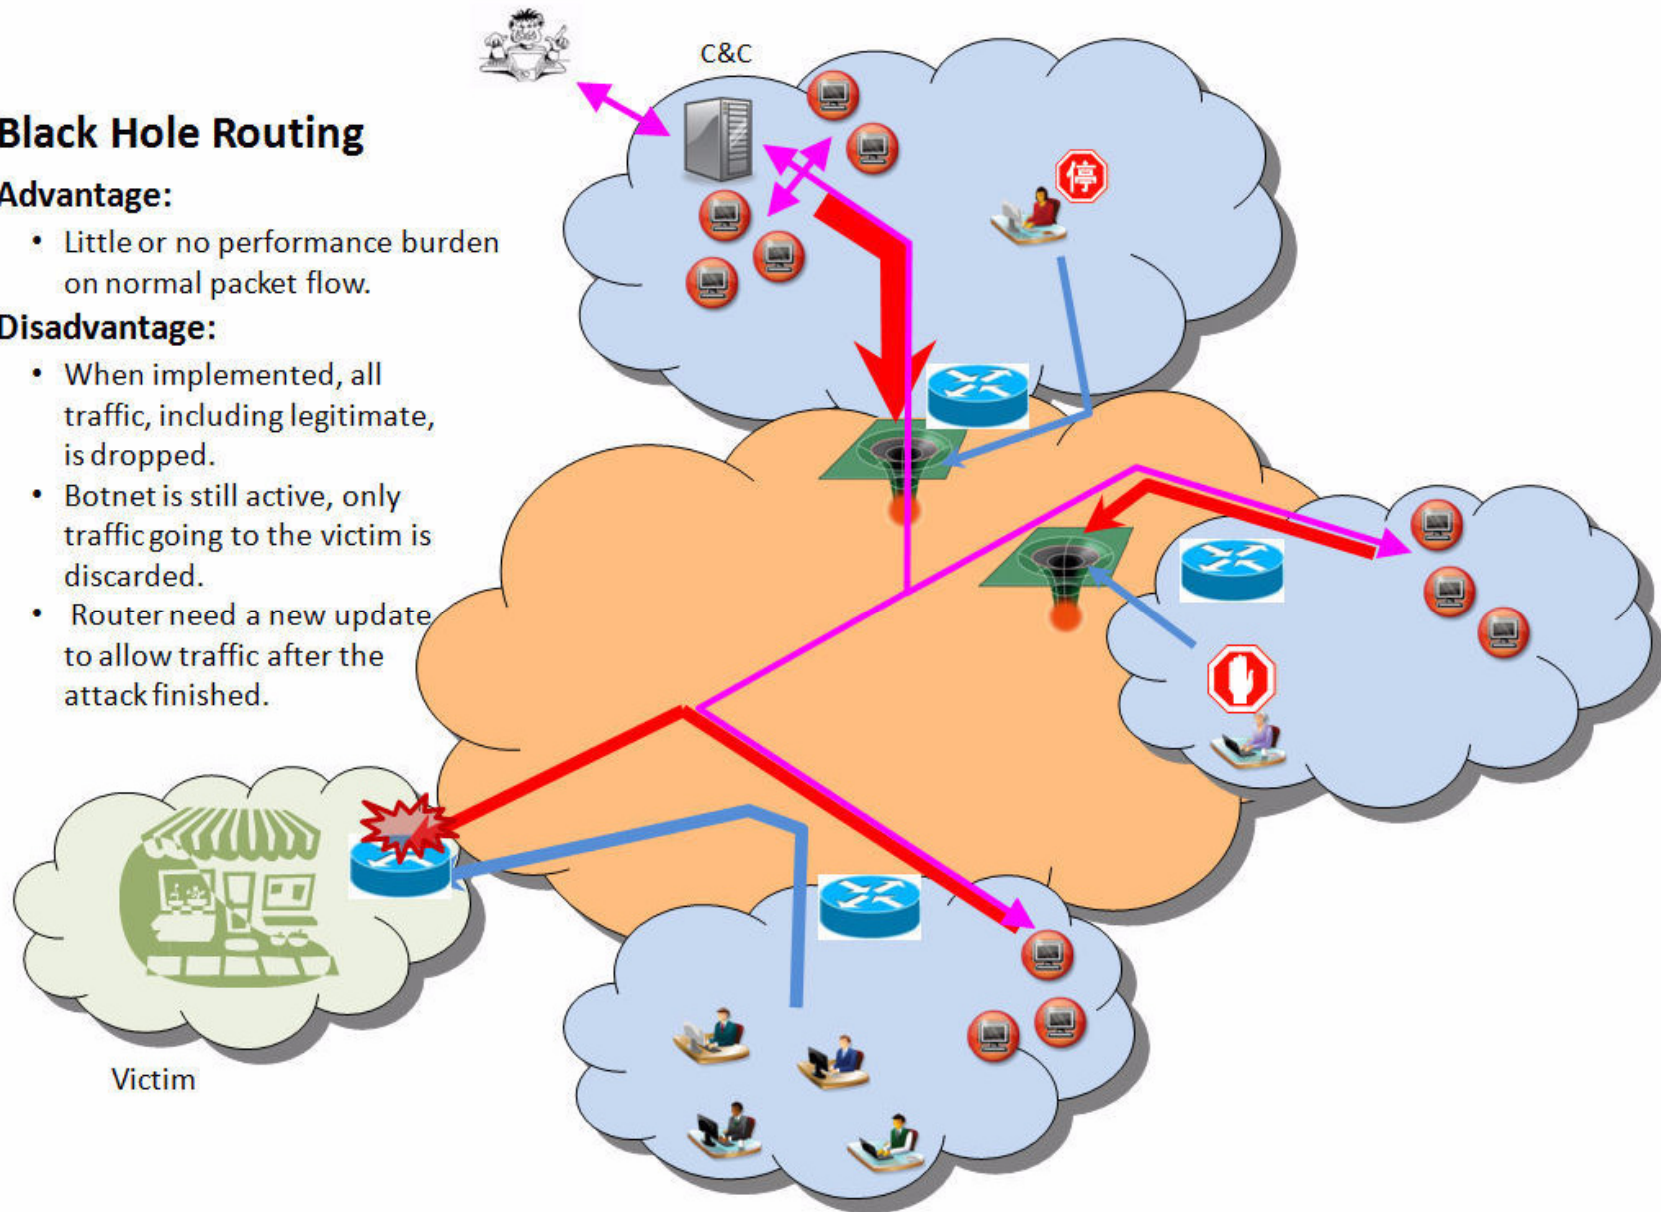 C&C
Black Hole Routing
Advantage:
• Little or no performance burden
on normal packet flow.
Disadvantage:
• When implemented, all
traffic, including legitimate,
is dropped.
• Botnet is still active, only
traffic going to the victim is
discarded.
• Router need a new update
to allow traffic after the
attack finished.
停
Victim